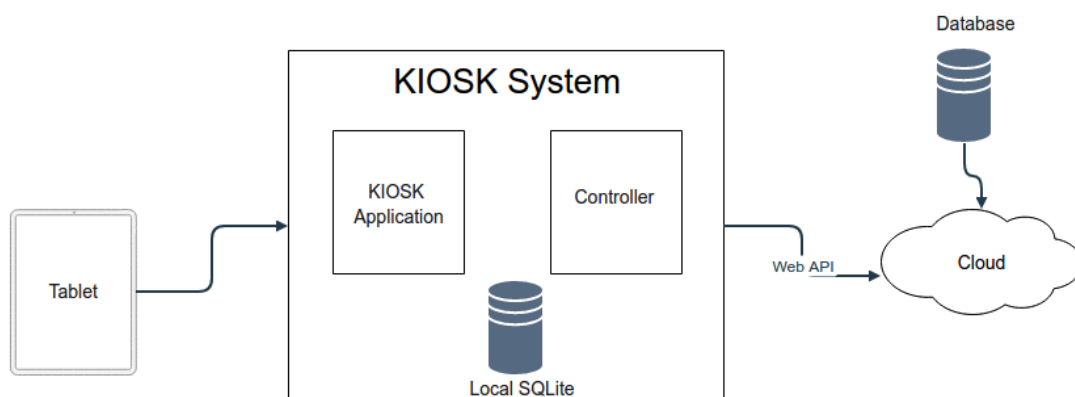 Database
KIOSK System
KIOSK
Application
Controller
Tablet
Web API
Cloud
Local SQLite